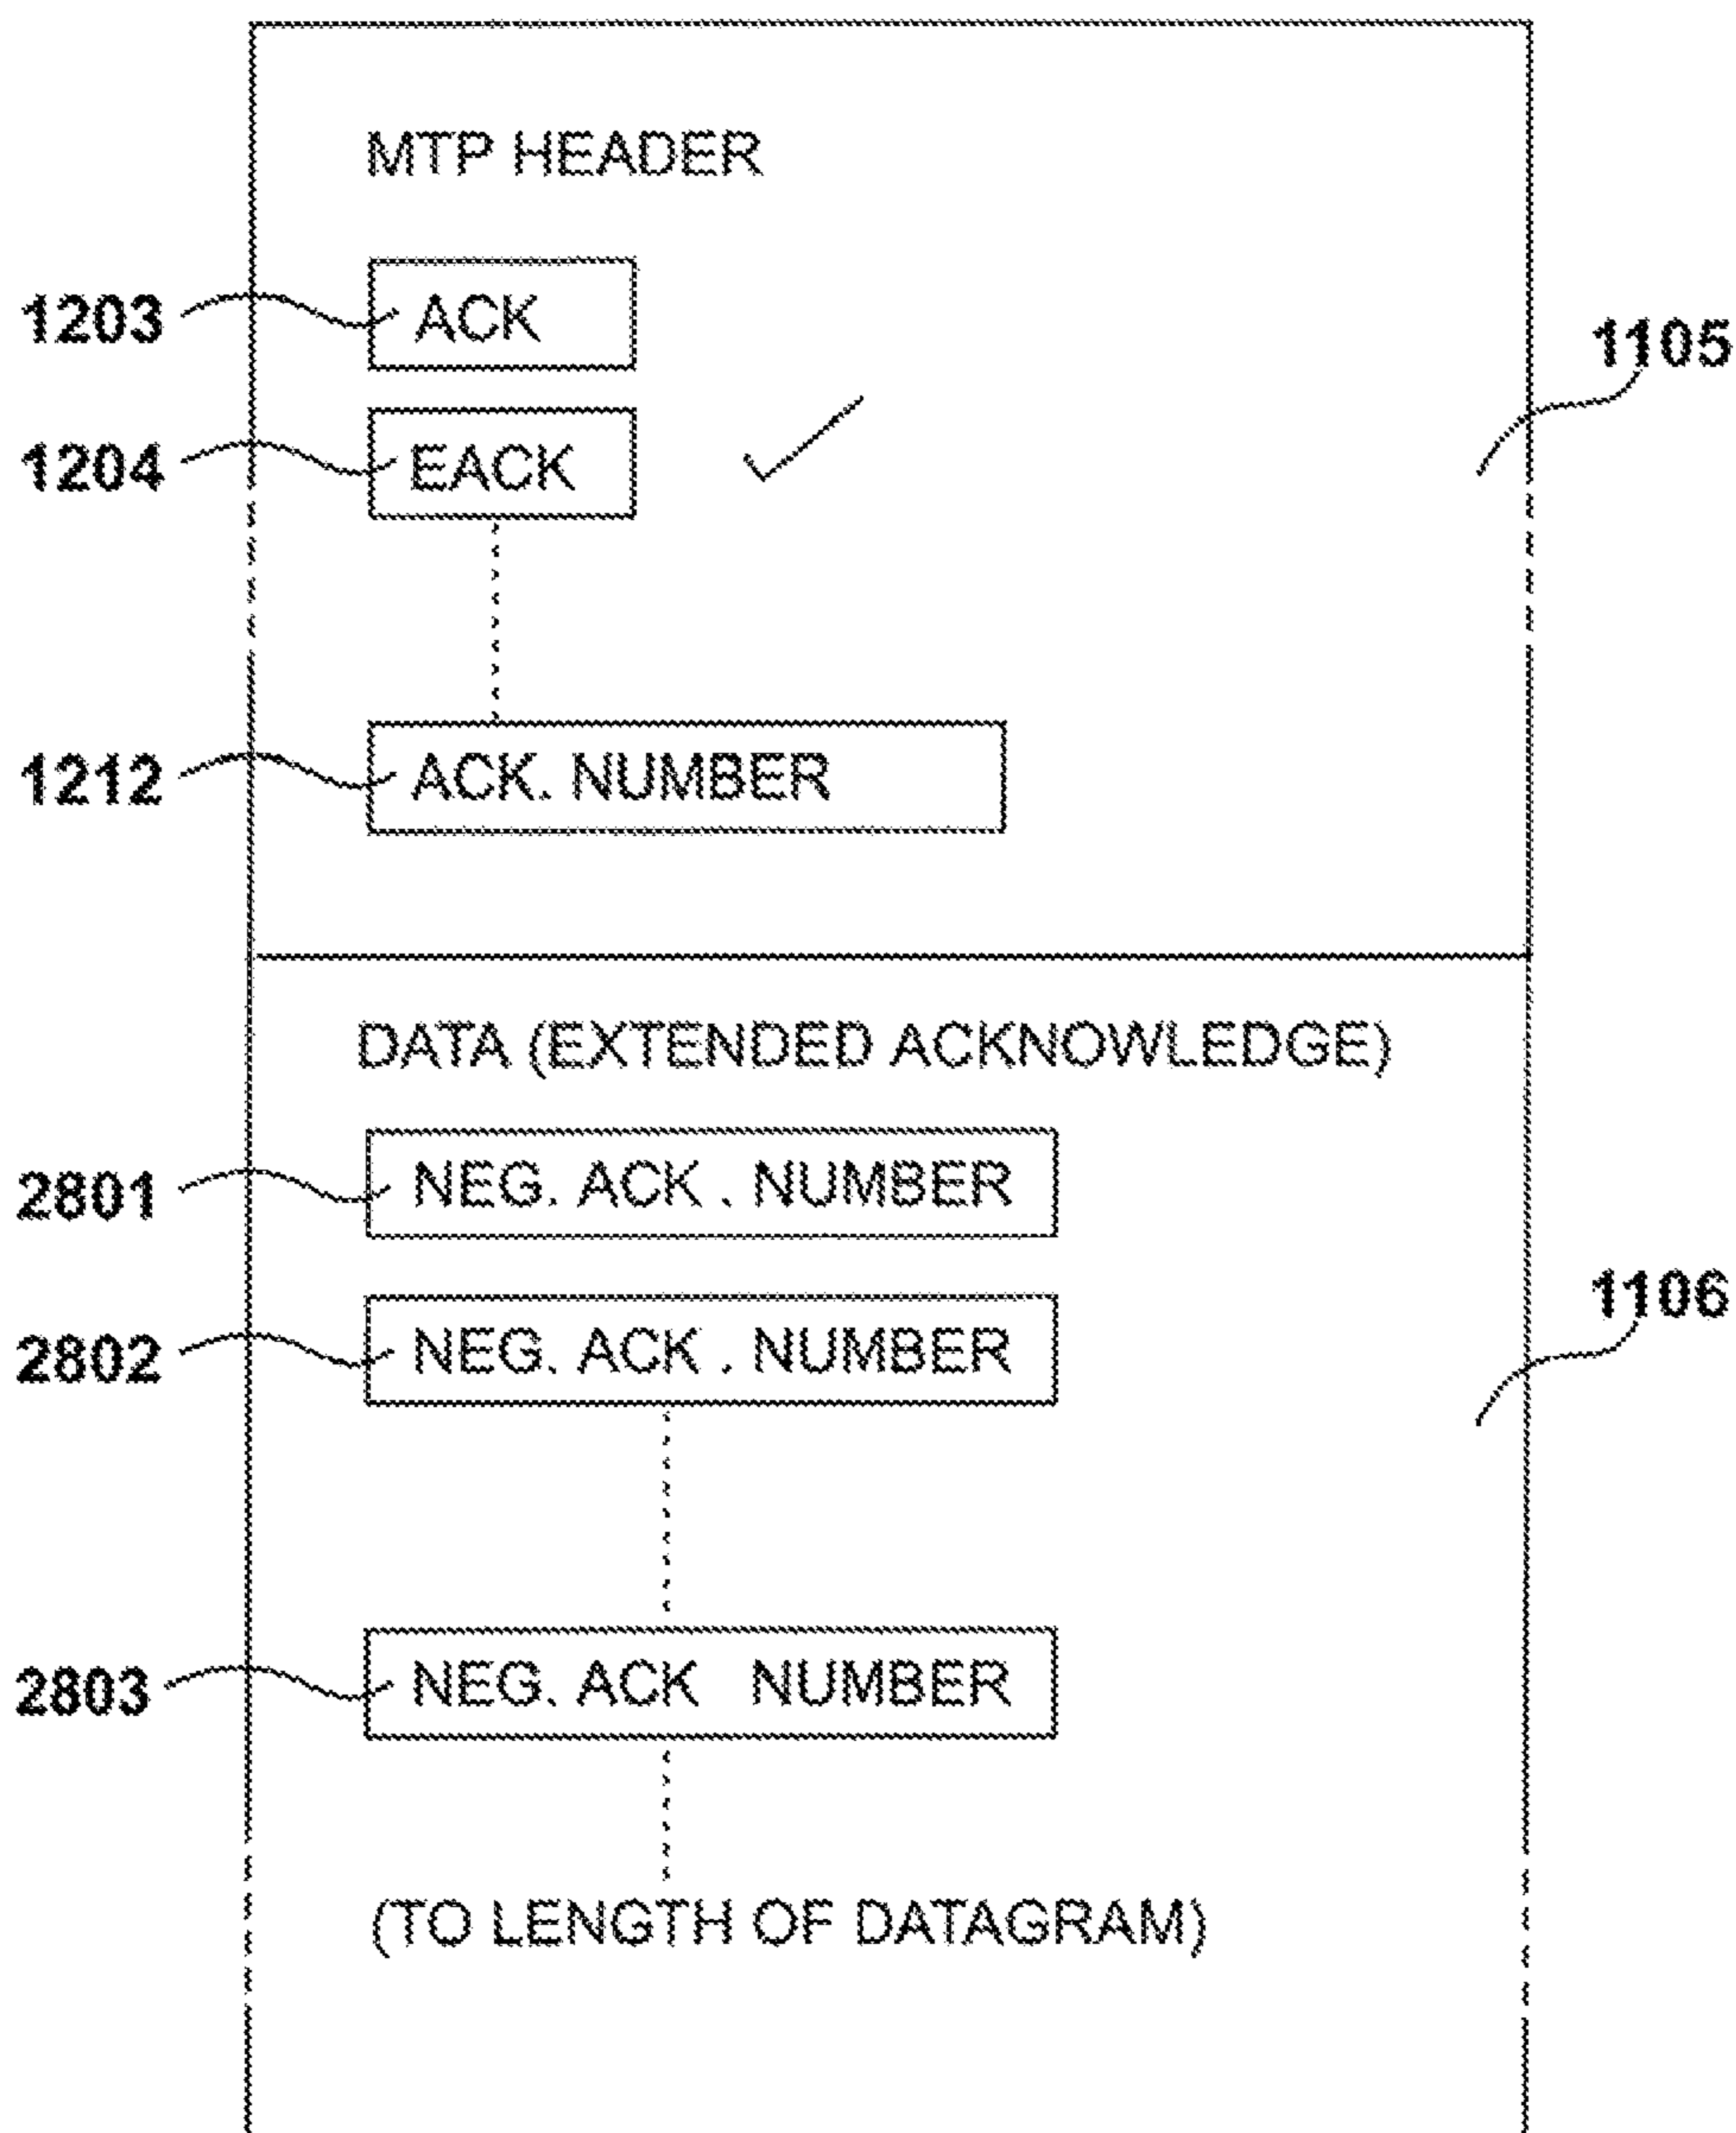 MTP HEADER
1203 ACK
1105
1204 EACK
1212 ACK. NUMBER
DATA (EXTENDED ACKNOWLEDGE)
2801 NEG. ACK . NUMBER
1106
2802 NEG. ACK . NUMBER
2803 NEG. ACK NUMBER
(TO LENGTH OF DATAGRAM)